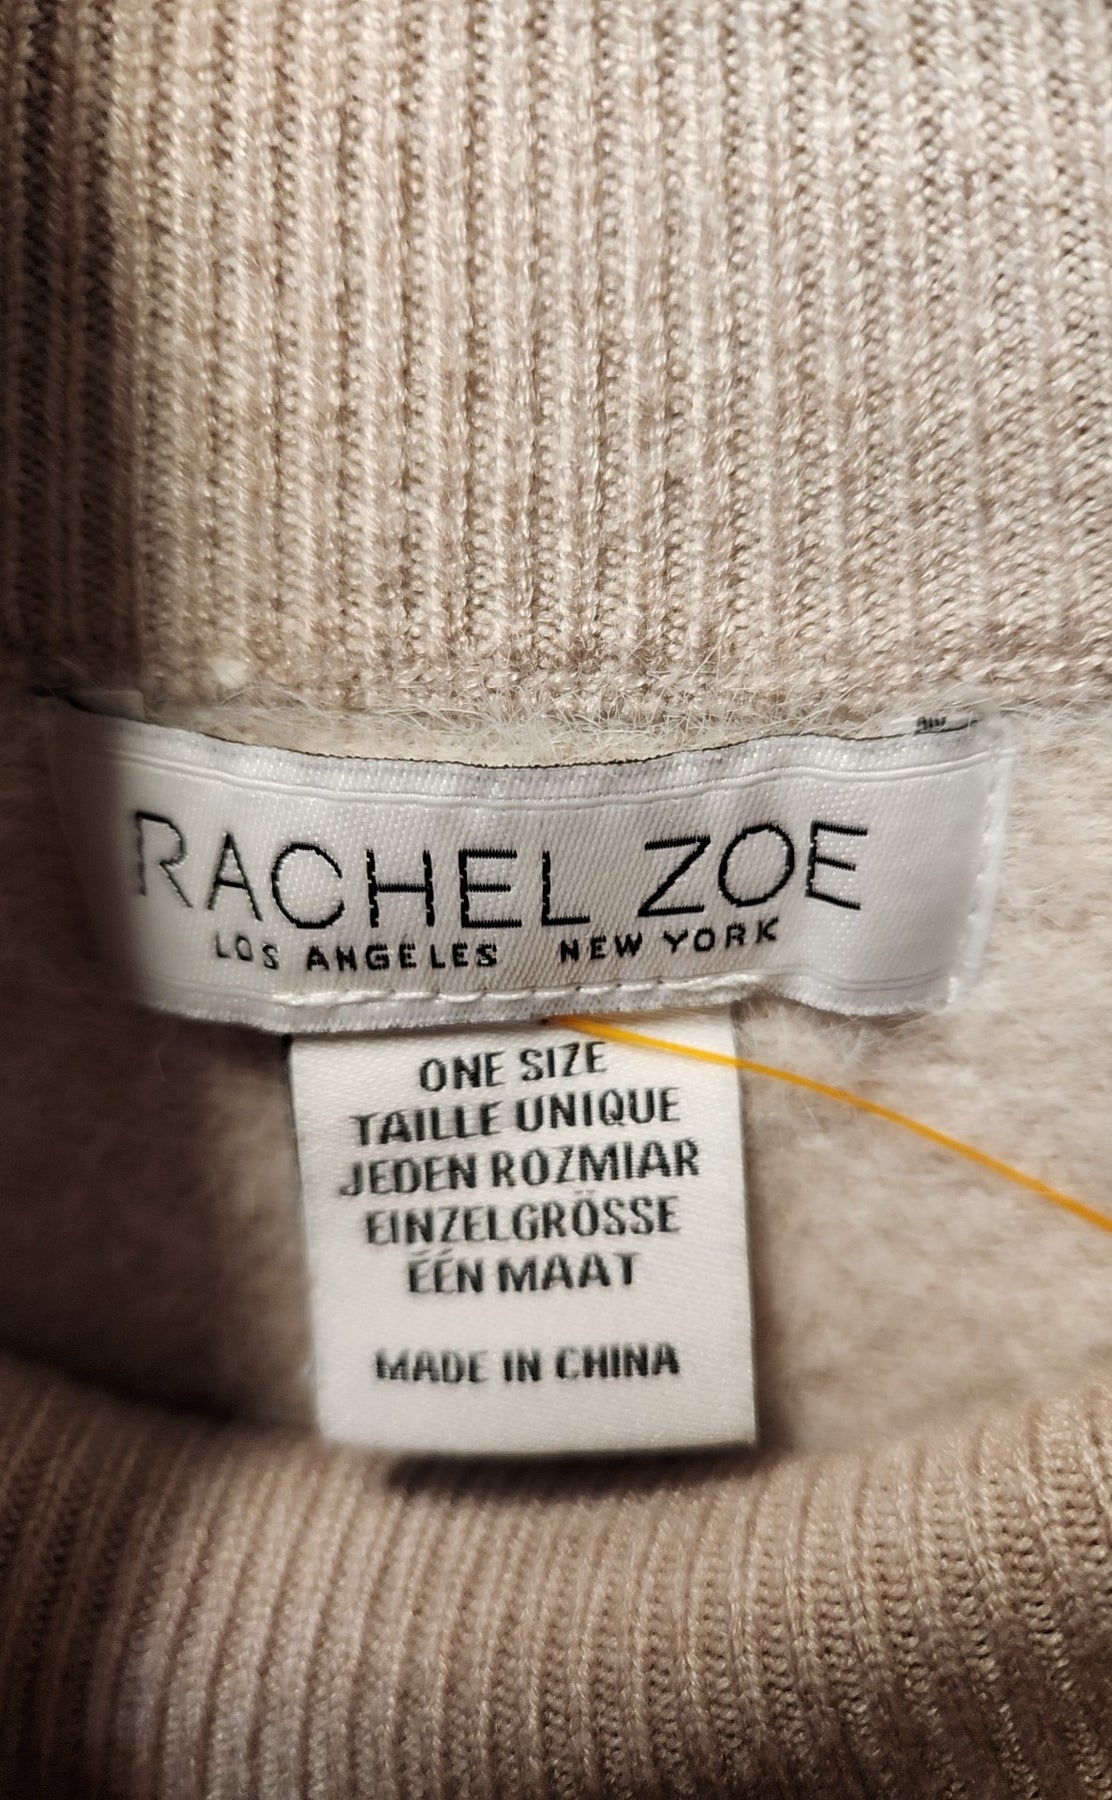 RACHEL ZOE
LOS ANGELES NEW YORK
ONE SIZE
TAILLE UNIQUE
JEDEN ROZMIAR
EINZELGRÖSSE
ÉÉN MAAT
MADE IN CHINA